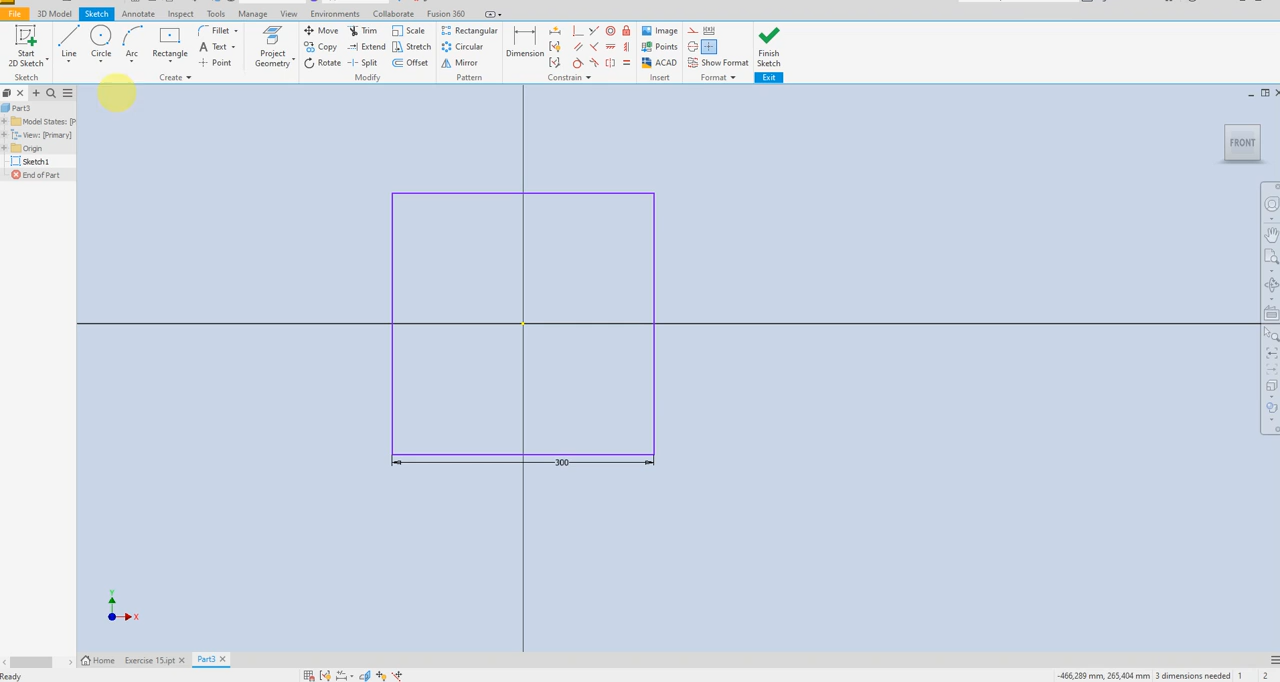 File 3D Model Sketch Annotate Inspect Tools Manage View Environments Collaborate Fusion 360
Start
2D Sketch
Line
Circle
Arc
Rectangle
Fillet
Text
Point
Project
Geometry
Move
Copy
Rotate
Trim
Extend
Split
Scale
Stretch
Offset
Rectangular
Circular
Mirror
Dimension
Image
Points
ACAD
Show Format
Finish
Sketch
Sketch Create Modify Pattern Constrain Insert Format Exit
Part3
Model States: [P
View: [Primary]
Origin
Sketch1
End of Part
FRONT
300
Y
X
Home Exercise 15.ipt Part3
Ready -466,289 mm, 265,404 mm 3 dimensions needed 1 2